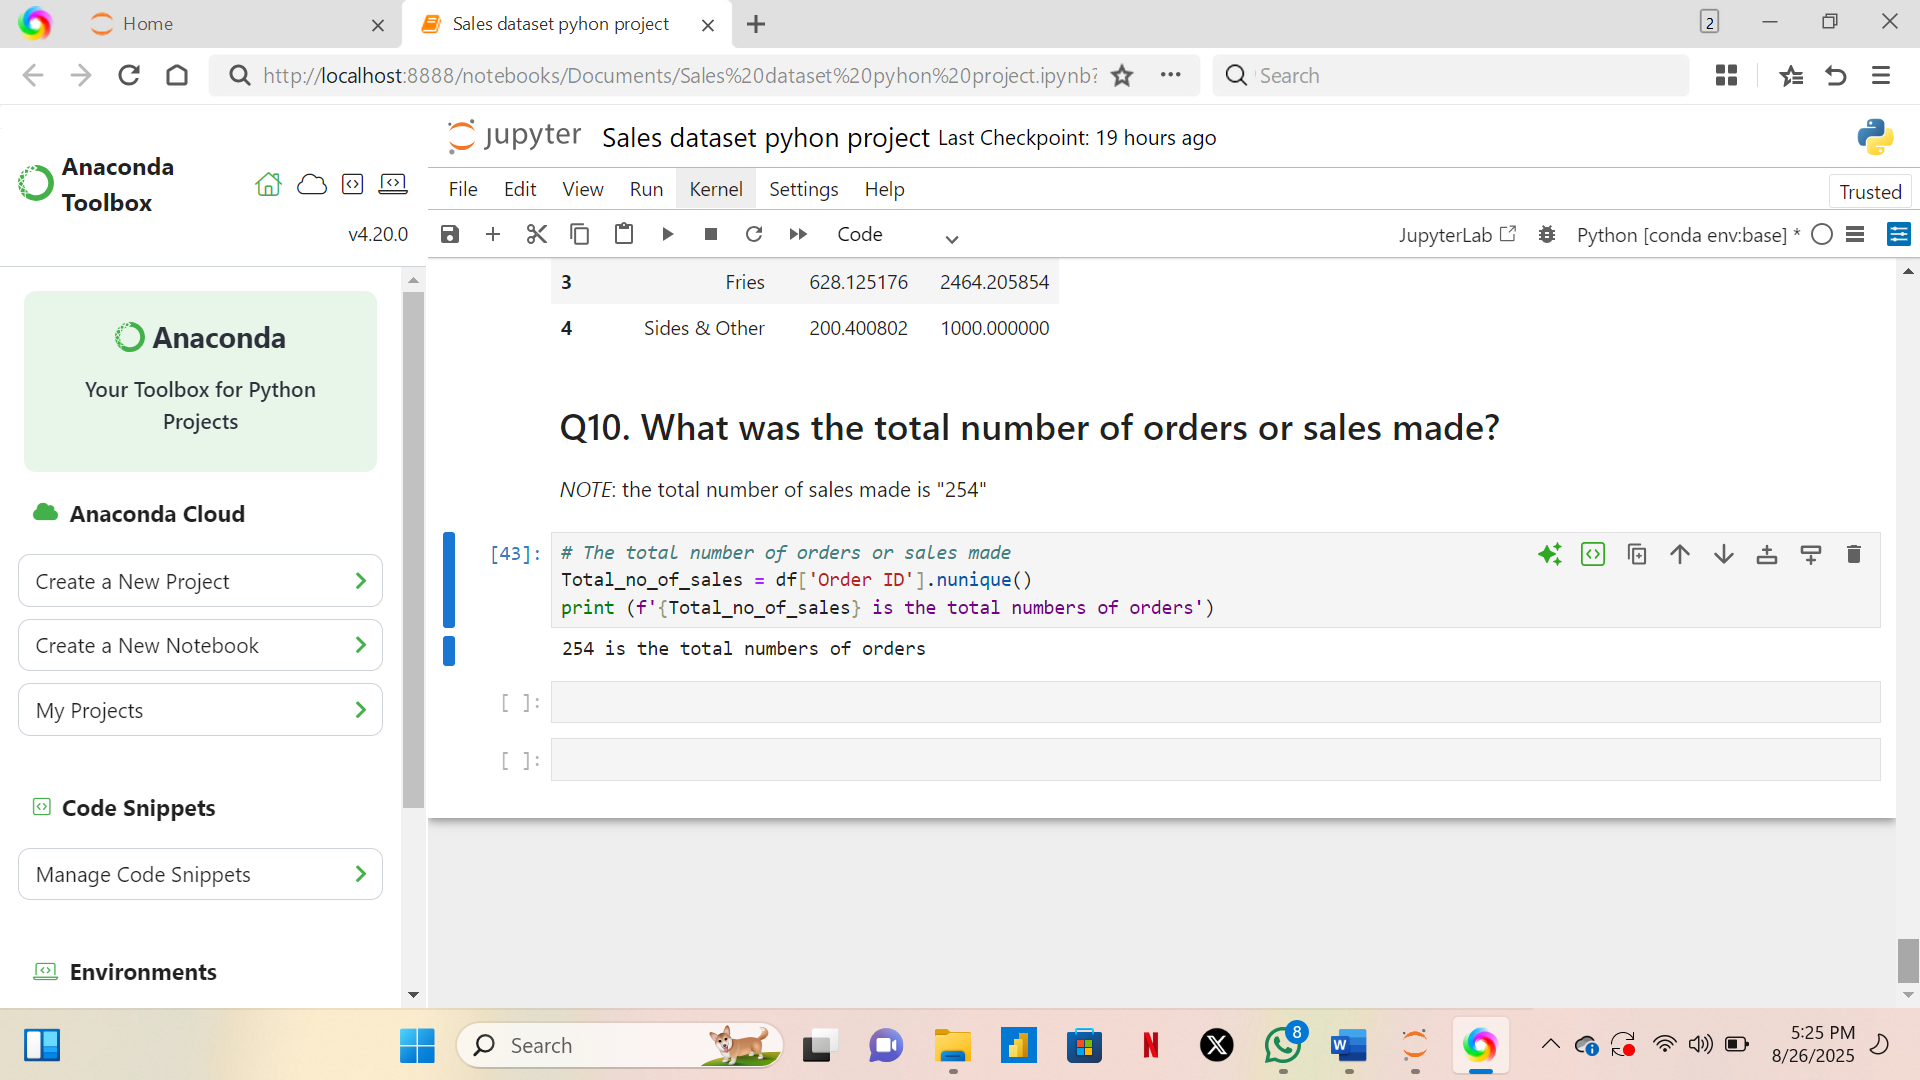 Home
Sales dataset pyhon project
2
http://localhost:8888/notebooks/Documents/Sales%20dataset%20pyhon%20project.ipynb?
Search
Anaconda
Toolbox
v4.20.0
jupyter Sales dataset pyhon project Last Checkpoint: 19 hours ago
File Edit View Run Kernel Settings Help
Trusted
Code
JupyterLab
Python [conda env:base] *
Anaconda
Your Toolbox for Python
Projects
Anaconda Cloud
Create a New Project
Create a New Notebook
My Projects
Code Snippets
Manage Code Snippets
Environments
3 Fries 628.125176 2464.205854
4 Sides & Other 200.400802 1000.000000
Q10. What was the total number of orders or sales made?
NOTE: the total number of sales made is "254"
[43]: # The total number of orders or sales made
Total_no_of_sales = df['Order ID'].nunique()
print (f'{Total_no_of_sales} is the total numbers of orders')
254 is the total numbers of orders
[ ]:
[ ]:
Search
N
X
8
W
5:25 PM
8/26/2025